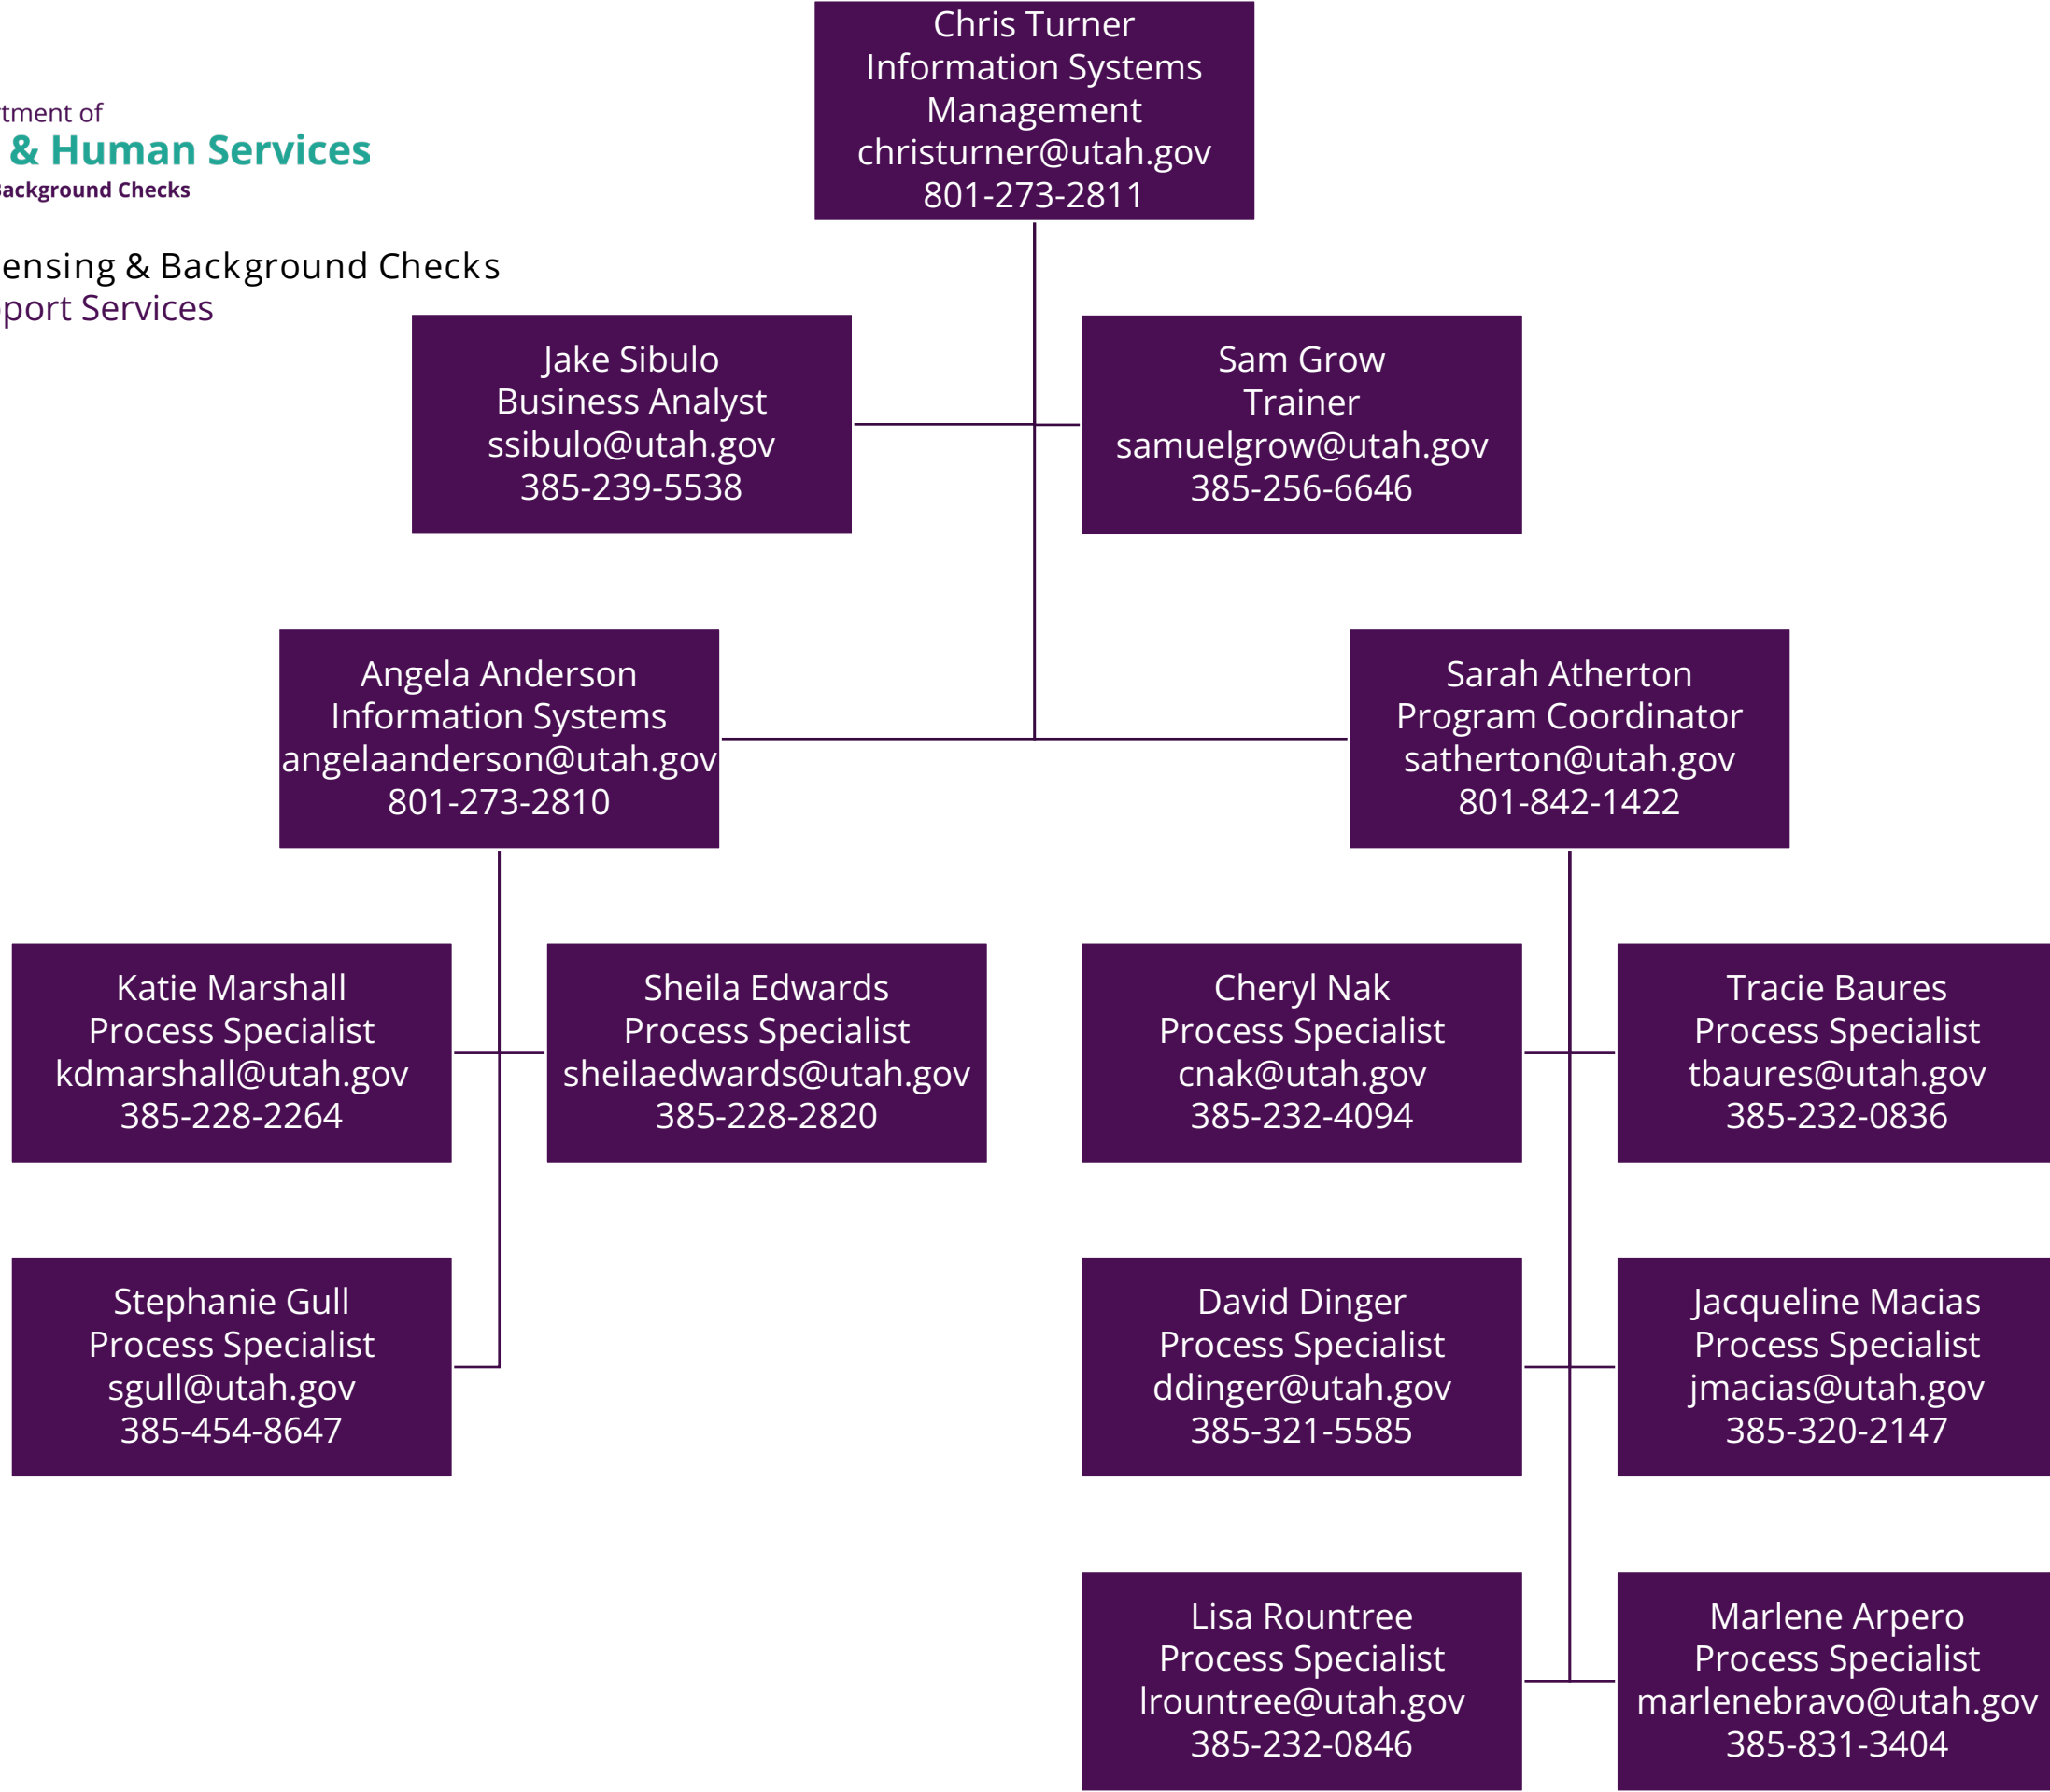 Chris Turner
Information Systems
Management
christurner@utah.gov
801-273-2811
tment of
& Human Services
Background Checks
ensing & Background Checks
port Services
Jake Sibulo
Business Analyst
ssibulo@utah.gov
385-239-5538
Sam Grow
Trainer
samuelgrow@utah.gov
385-256-6646
Angela Anderson
Information Systems
angelaanderson@utah.gov
801-273-2810
Sarah Atherton
Program Coordinator
satherton@utah.gov
801-842-1422
Katie Marshall
Process Specialist
kdmarshall@utah.gov
385-228-2264
Sheila Edwards
Process Specialist
sheilaedwards@utah.gov
385-228-2820
Cheryl Nak
Process Specialist
cnak@utah.gov
385-232-4094
Tracie Baures
Process Specialist
tbaures@utah.gov
385-232-0836
Stephanie Gull
Process Specialist
sgull@utah.gov
385-454-8647
David Dinger
Process Specialist
ddinger@utah.gov
385-321-5585
Jacqueline Macias
Process Specialist
jmacias@utah.gov
385-320-2147
Lisa Rountree
Process Specialist
lrountree@utah.gov
385-232-0846
Marlene Arpero
Process Specialist
marlenebravo@utah.gov
385-831-3404